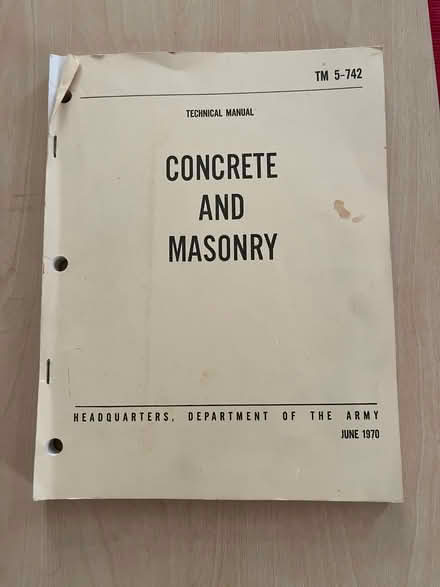 TM 5-742
TECHNICAL MANUAL
CONCRETE
AND
MASONRY
HEADQUARTERS, DEPARTMENT OF THE ARMY
JUNE 1970